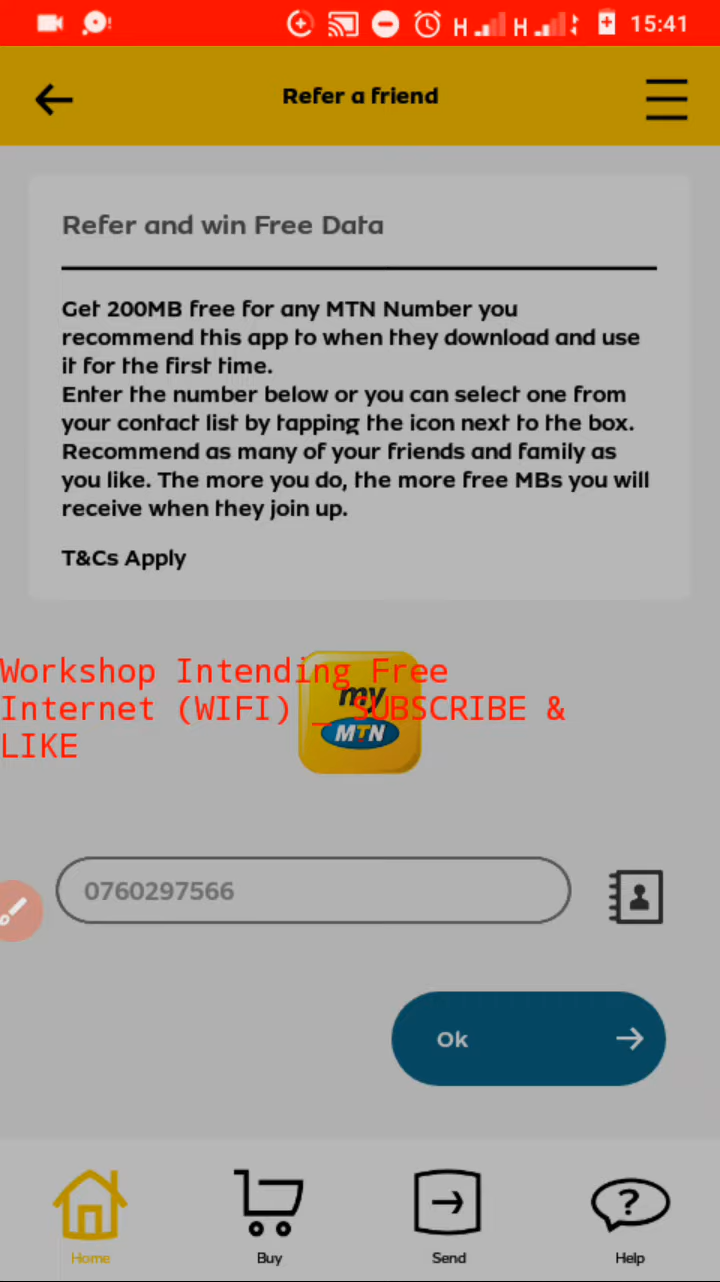 15:41
Refer a friend
Refer and win Free Data
Get 200MB free for any MTN Number you
recommend this app to when they download and use
it for the first time.
Enter the number below or you can select one from
your contact list by tapping the icon next to the box.
Recommend as many of your friends and family as
you like. The more you do, the more free MBs you will
receive when they join up.
T&Cs Apply
Workshop Intending Free
Internet (WIFI) _ SUBSCRIBE &
LIKE
my
MTN
0760297566
Ok
Home
Buy
Send
Help